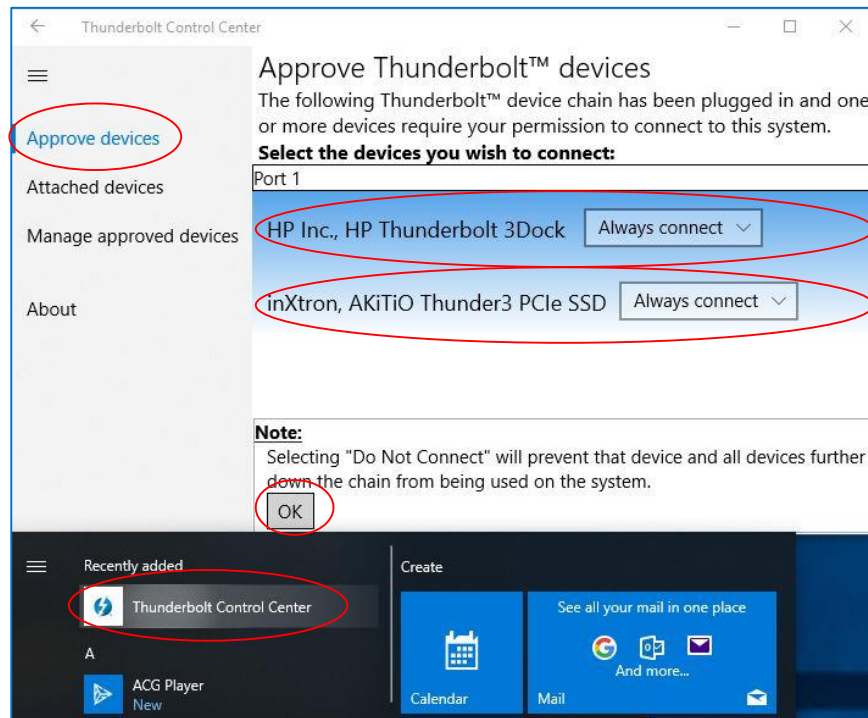 Thunderbolt Control Center
Approve devices
Attached devices
Manage approved devices
About
Approve Thunderbolt™ devices
The following Thunderbolt™ device chain has been plugged in and one
or more devices require your permission to connect to this system.
Select the devices you wish to connect:
Port 1
HP Inc., HP Thunderbolt 3Dock Always connect
inXtron, AKiTiO Thunder3 PCIe SSD Always connect
Note:
Selecting "Do Not Connect" will prevent that device and all devices further
down the chain from being used on the system.
OK
Recently added
Thunderbolt Control Center
A
ACG Player
New
Create
Calendar
See all your mail in one place
And more...
Mail